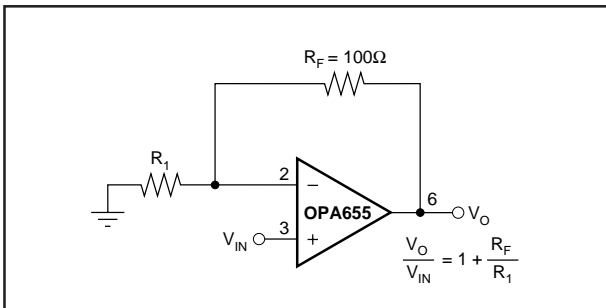 R_F = 100Ω
R_1
2
−
OPA655
6
V_O
V_IN
3
+
V_O / V_IN = 1 + R_F / R_1